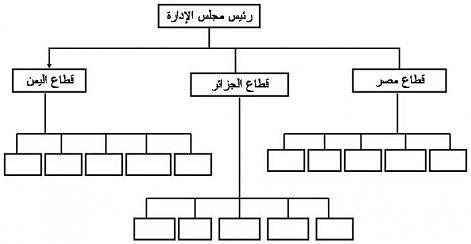 رئيس مجلس الإدارة
قطاع مصر
قطاع الجزائر
قطاع اليمن